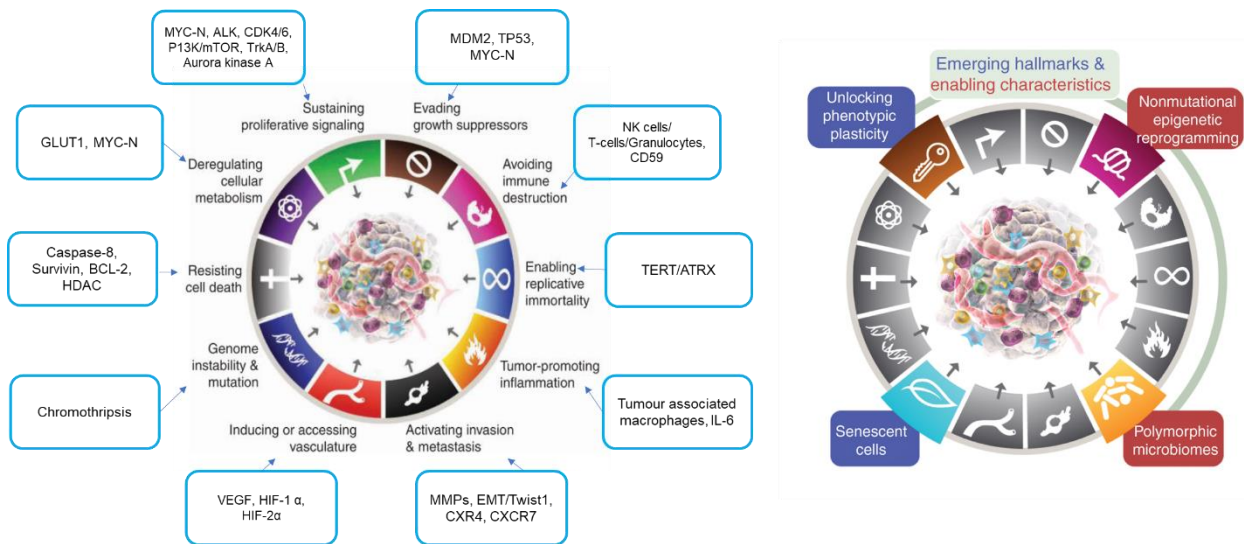 MYC-N, ALK, CDK4/6,
P13K/mTOR, TrkA/B,
Aurora kinase A
MDM2, TP53,
MYC-N
Sustaining
proliferative signaling
Evading
growth suppressors
GLUT1, MYC-N
Deregulating
cellular
metabolism
NK cells/
T-cells/Granulocytes,
CD59
Avoiding
immune
destruction
Caspase-8,
Survivin, BCL-2,
HDAC
Resisting
cell death
Enabling
replicative
immortality
TERT/ATRX
Genome
instability &
mutation
Chromothripsis
Tumor-promoting
inflammation
Tumour associated
macrophages, IL-6
Inducing or accessing
vasculature
Activating invasion
& metastasis
VEGF, HIF-1 α,
HIF-2α
MMPs, EMT/Twist1,
CXR4, CXCR7
Emerging hallmarks &
enabling characteristics
Unlocking
phenotypic
plasticity
Nonmutational
epigenetic
reprogramming
Senescent
cells
Polymorphic
microbiomes